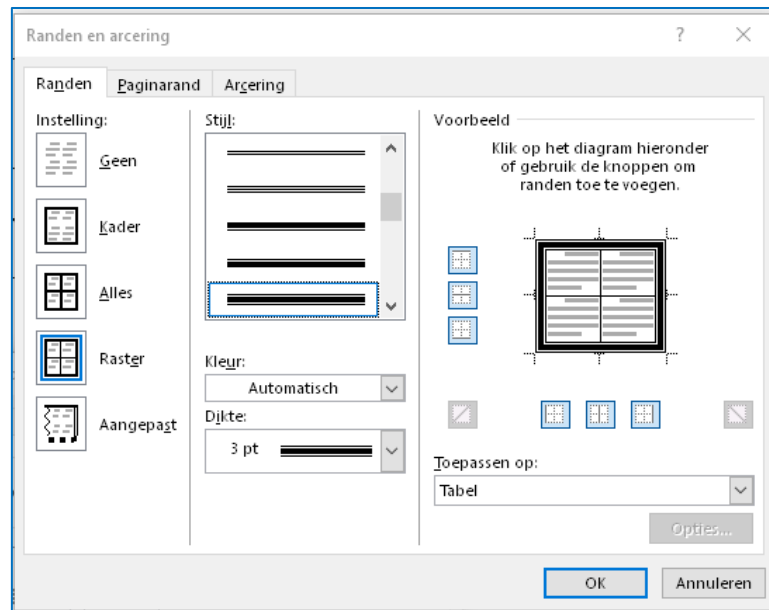 Randen en arcering
Randen
Paginarand
Arcering
Instelling:
Geen
Kader
Alles
Raster
Aangepast
Stijl:
Kleur:
Automatisch
Dikte:
3 pt
Voorbeeld
Klik op het diagram hieronder
of gebruik de knoppen om
randen toe te voegen.
Toepassen op:
Tabel
Opties...
OK
Annuleren